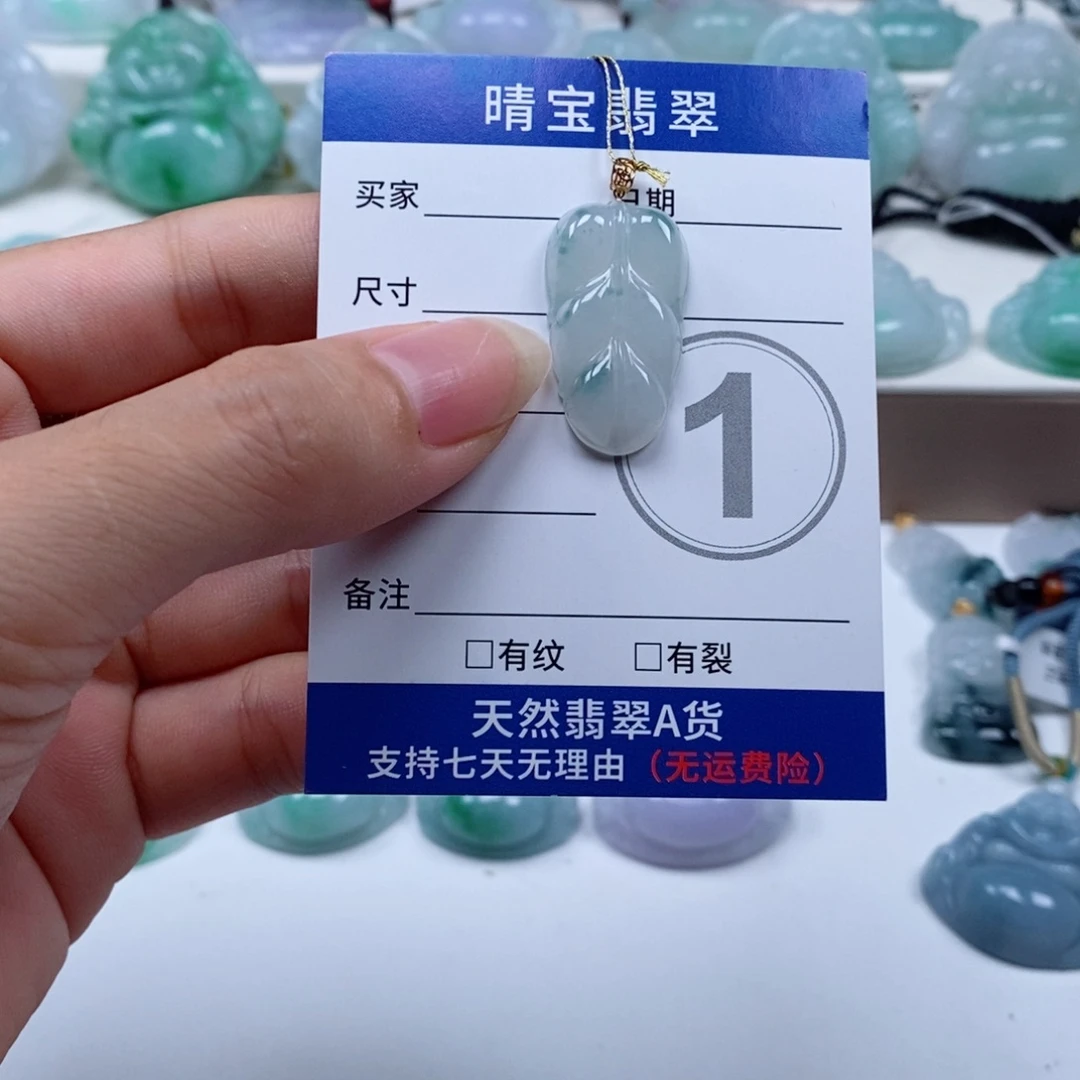 晴宝翡翠
买家 日期
尺寸
1
备注
□有纹 □有裂
天然翡翠A货
支持七天无理由（无运费险）